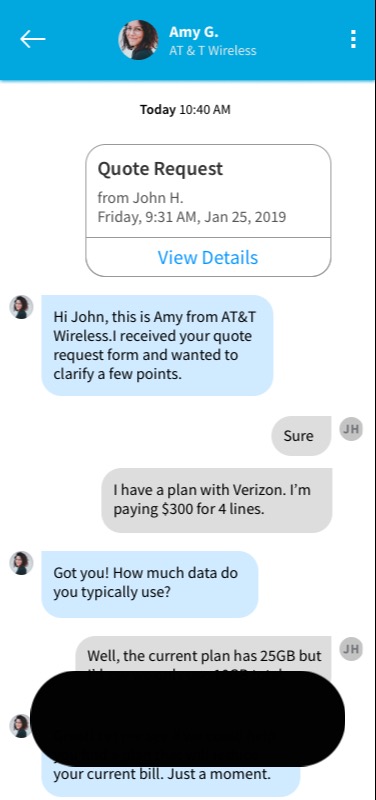 Amy G.
AT & T Wireless
Today 10:40 AM
Quote Request
from John H.
Friday, 9:31 AM, Jan 25, 2019
View Details
Hi John, this is Amy from AT&T
Wireless.I received your quote
request form and wanted to
clarify a few points.
Sure
JH
I have a plan with Verizon. I’m
paying $300 for 4 lines.
Got you! How much data do
you typically use?
Well, the current plan has 25GB but
JH
your current bill. Just a moment.